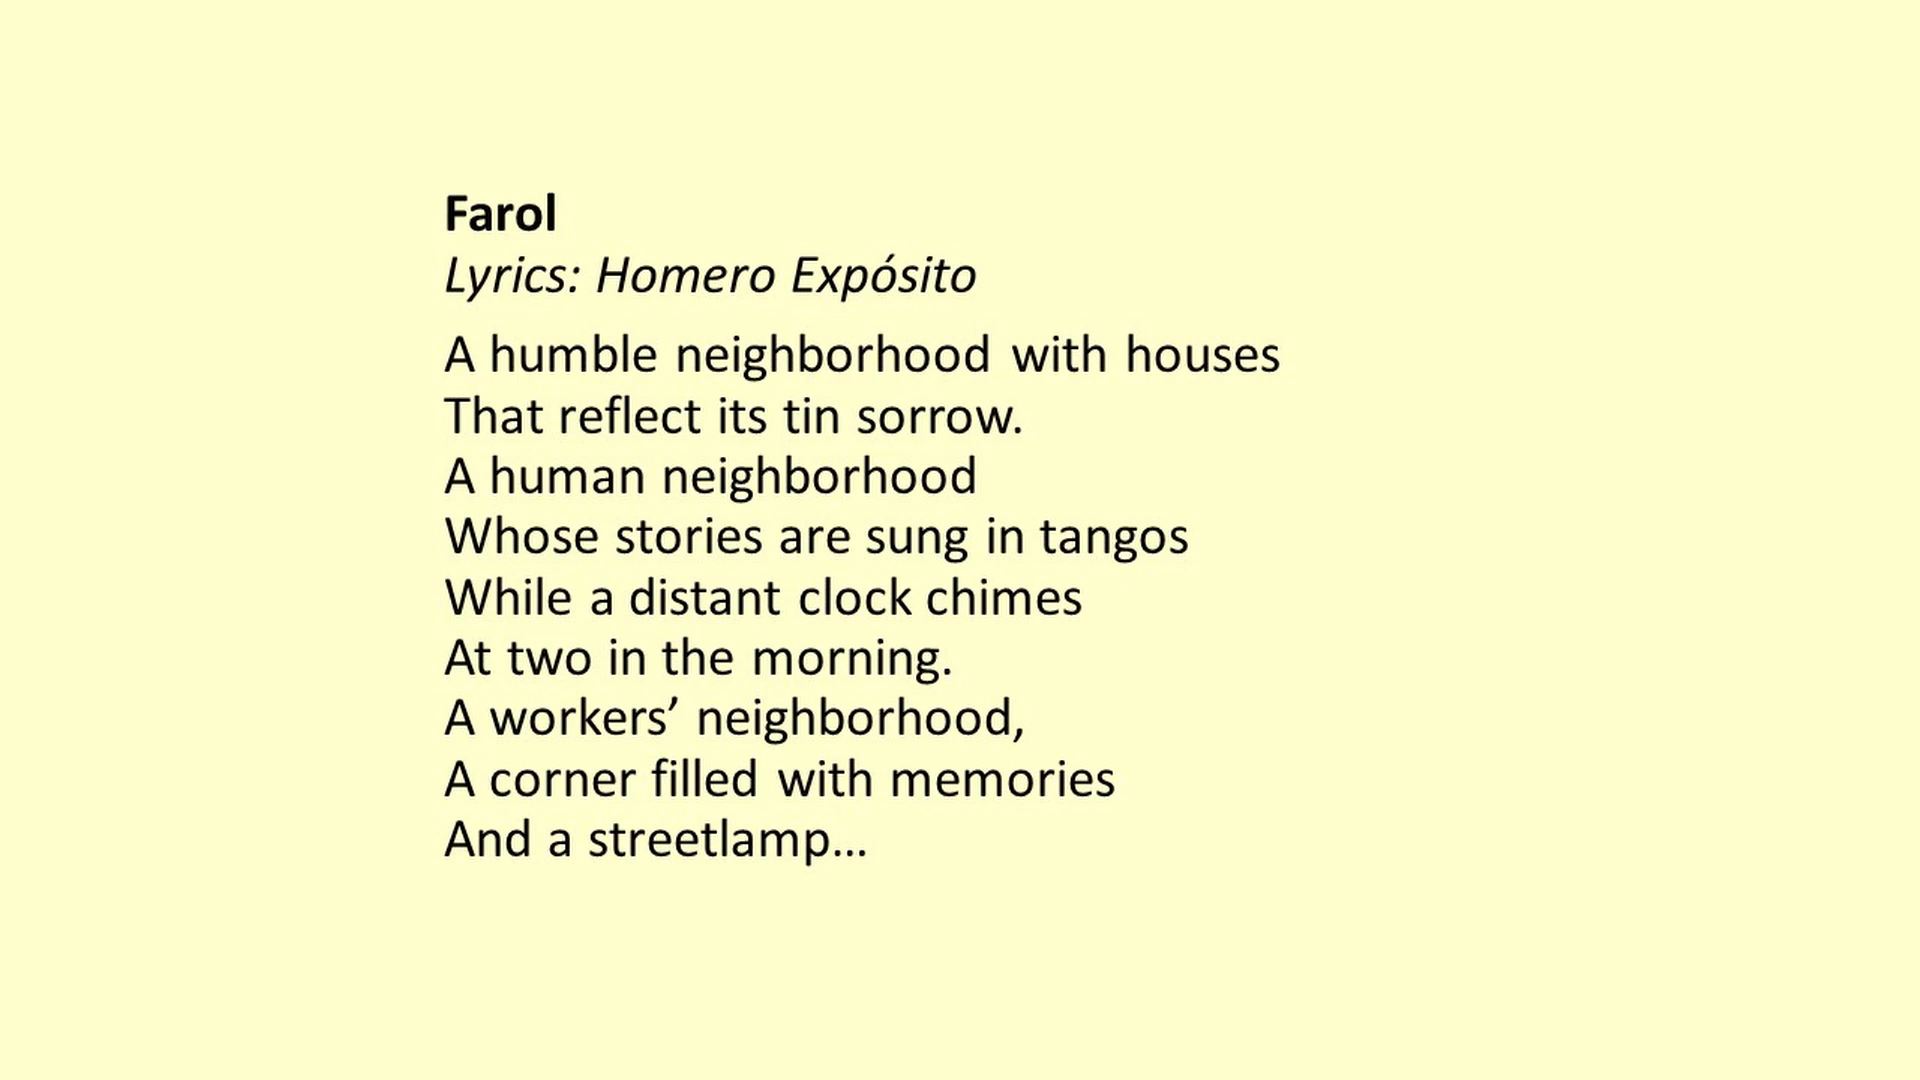 Farol
Lyrics: Homero Expósito
A humble neighborhood with houses
That reflect its tin sorrow.
A human neighborhood
Whose stories are sung in tangos
While a distant clock chimes
At two in the morning.
A workers’ neighborhood,
A corner filled with memories
And a streetlamp…